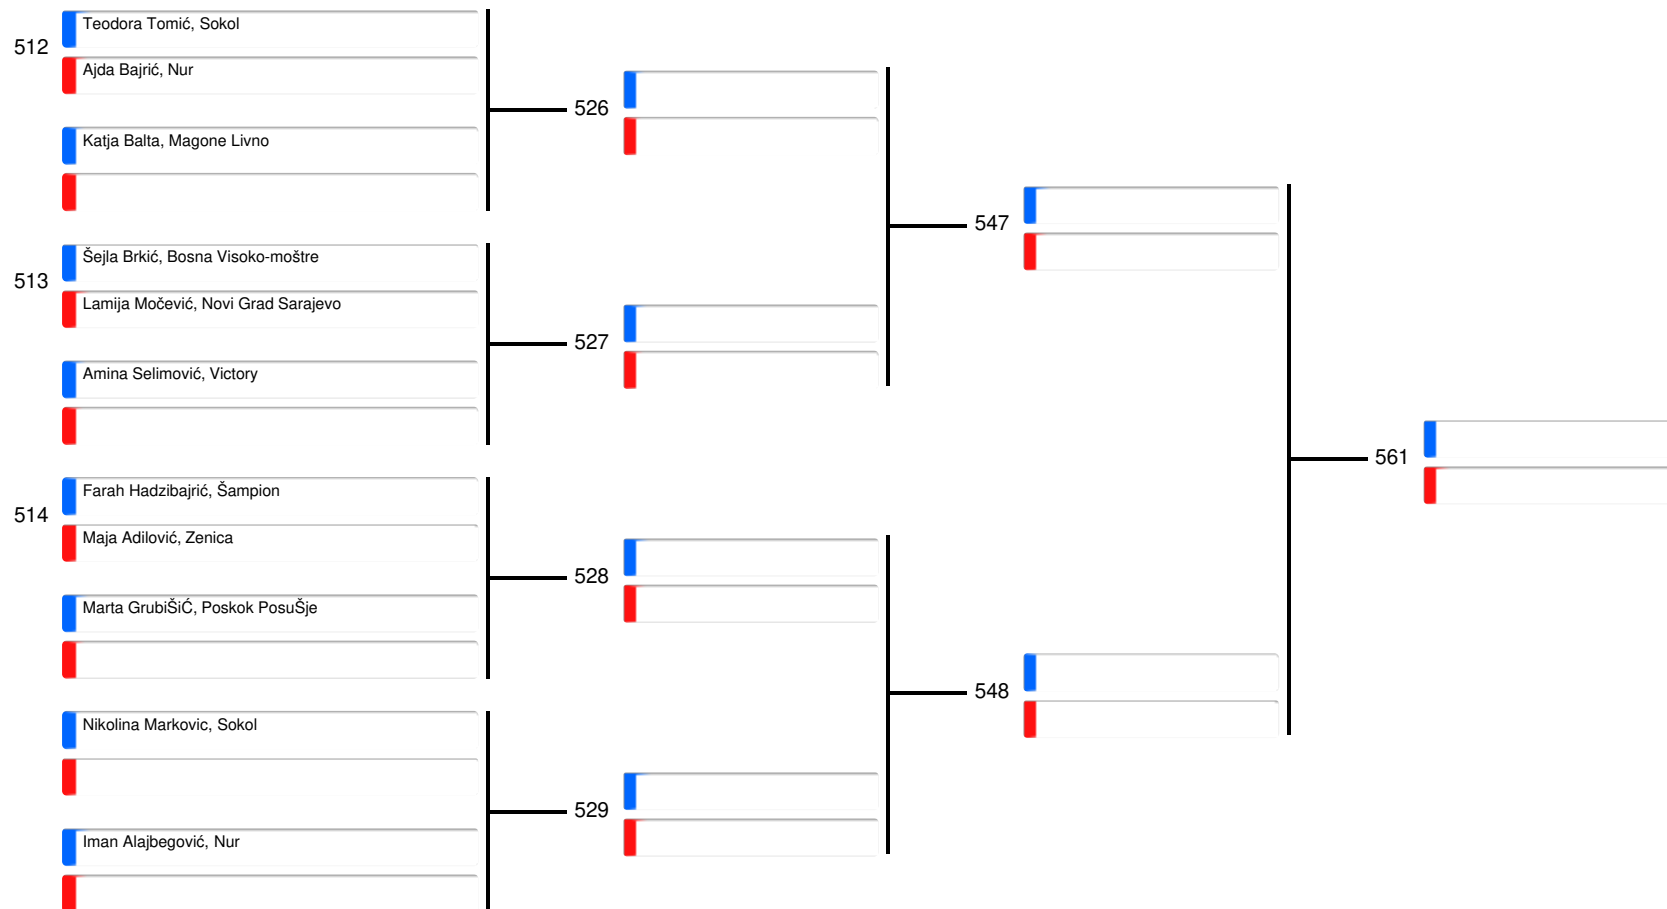 512
Teodora Tomić, Sokol
Ajda Bajrić, Nur
Katja Balta, Magone Livno
513
Šejla Brkić, Bosna Visoko-moštre
Lamija Močević, Novi Grad Sarajevo
Amina Selimović, Victory
514
Farah Hadzibajrić, Šampion
Maja Adilović, Zenica
Marta GrubiŠiĆ, Poskok PosuŠje
Nikolina Markovic, Sokol
Iman Alajbegović, Nur
526
527
528
529
547
548
561